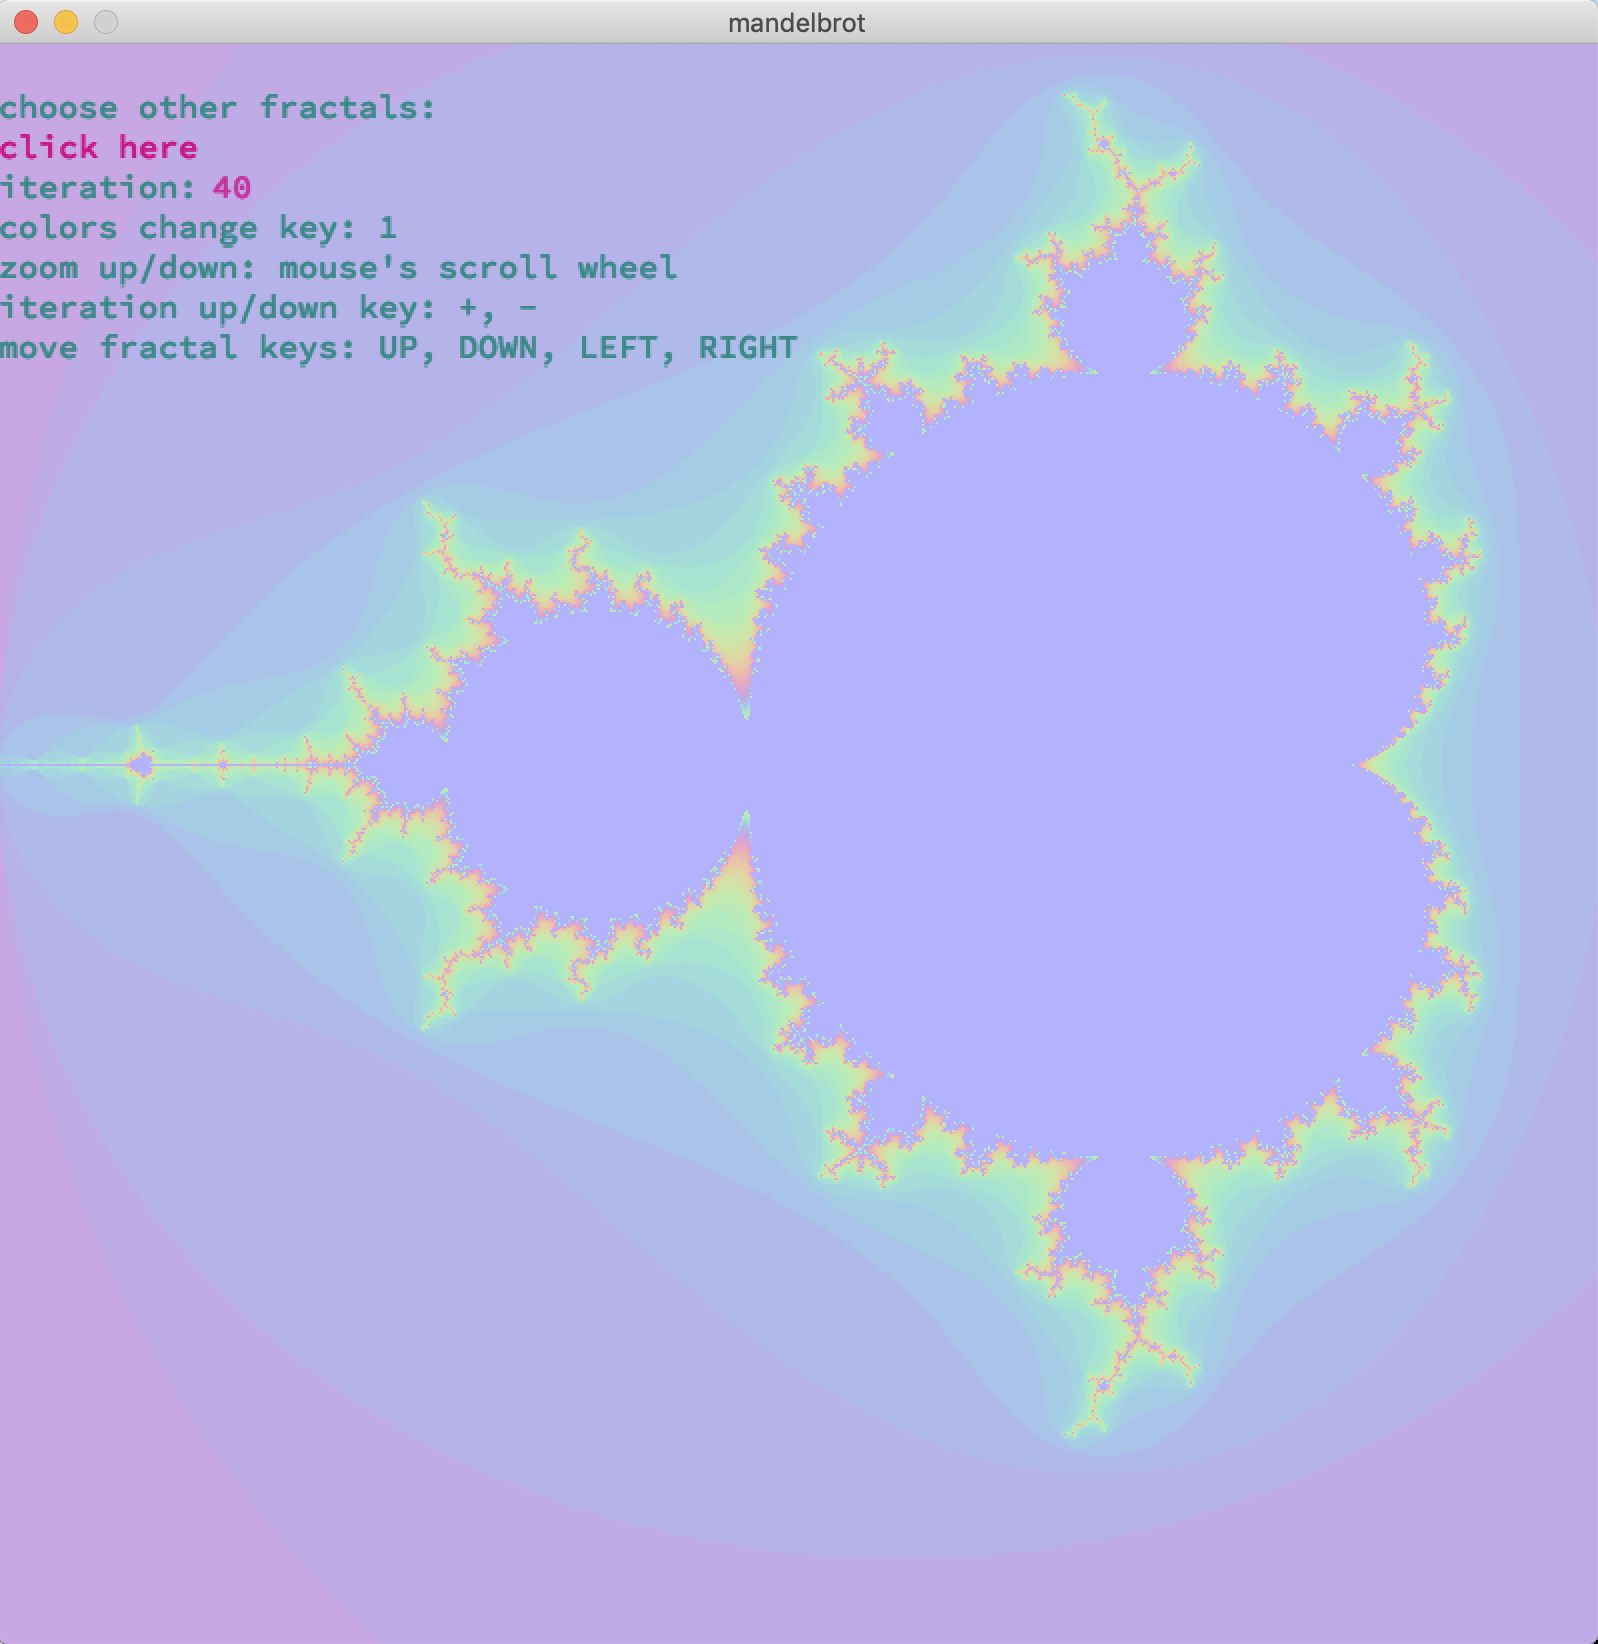 mandelbrot
choose other fractals:
click here
iteration: 40
colors change key: 1
zoom up/down: mouse's scroll wheel
iteration up/down key: +, -
move fractal keys: UP, DOWN, LEFT, RIGHT